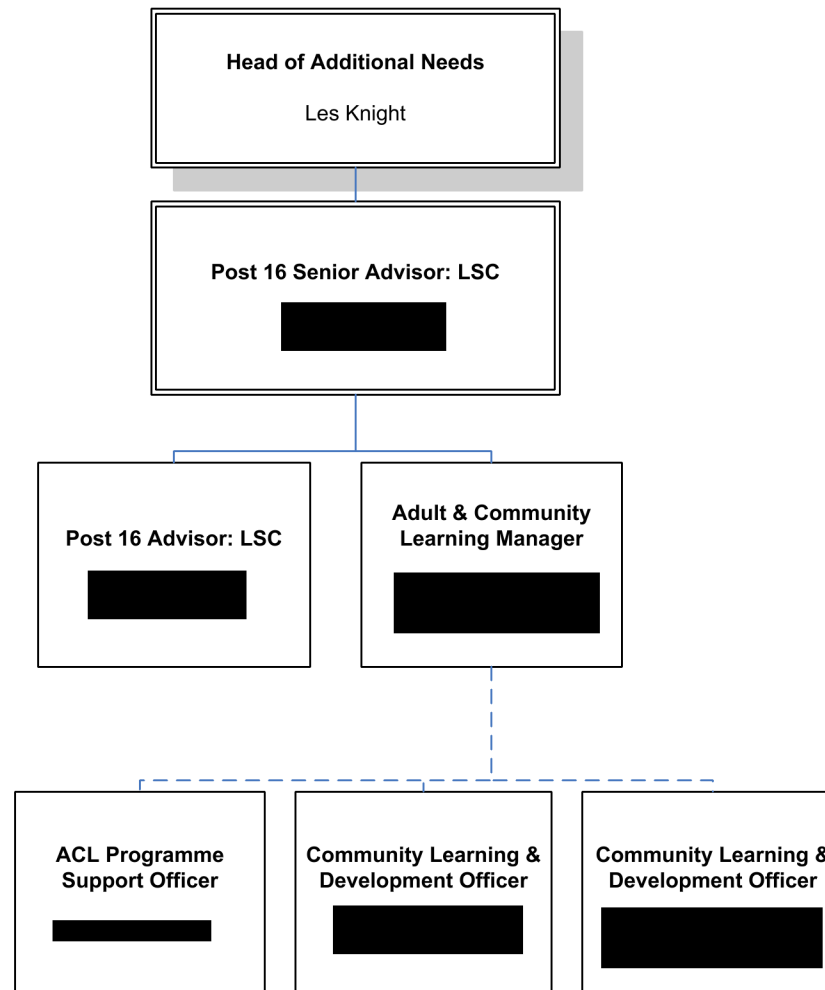 Head of Additional Needs
Les Knight
Post 16 Senior Advisor: LSC
Post 16 Advisor: LSC
Adult & Community
Learning Manager
ACL Programme
Support Officer
Community Learning &
Development Officer
Community Learning &
Development Officer